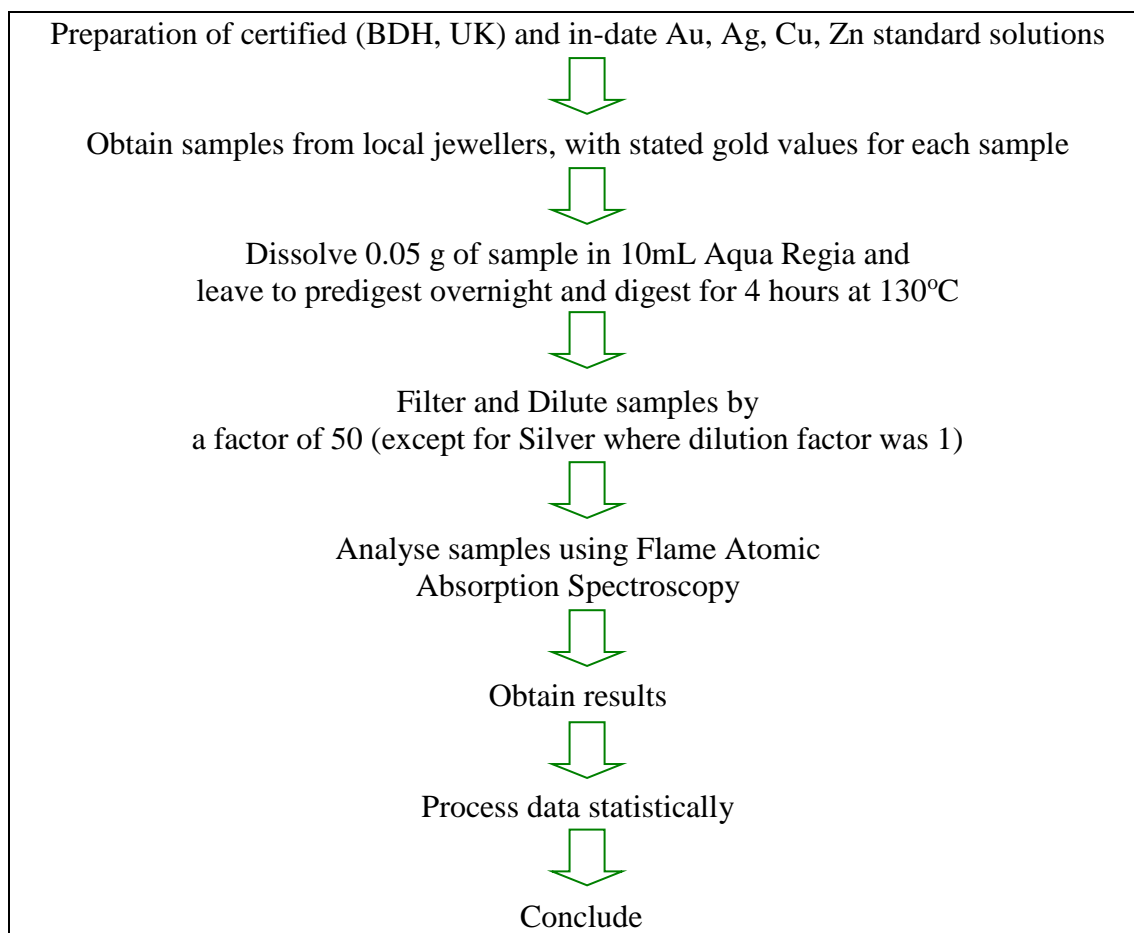 Preparation of certified (BDH, UK) and in-date Au, Ag, Cu, Zn standard solutions
Obtain samples from local jewellers, with stated gold values for each sample
Dissolve 0.05 g of sample in 10mL Aqua Regia and
leave to predigest overnight and digest for 4 hours at 130ºC
Filter and Dilute samples by
a factor of 50 (except for Silver where dilution factor was 1)
Analyse samples using Flame Atomic
Absorption Spectroscopy
Obtain results
Process data statistically
Conclude